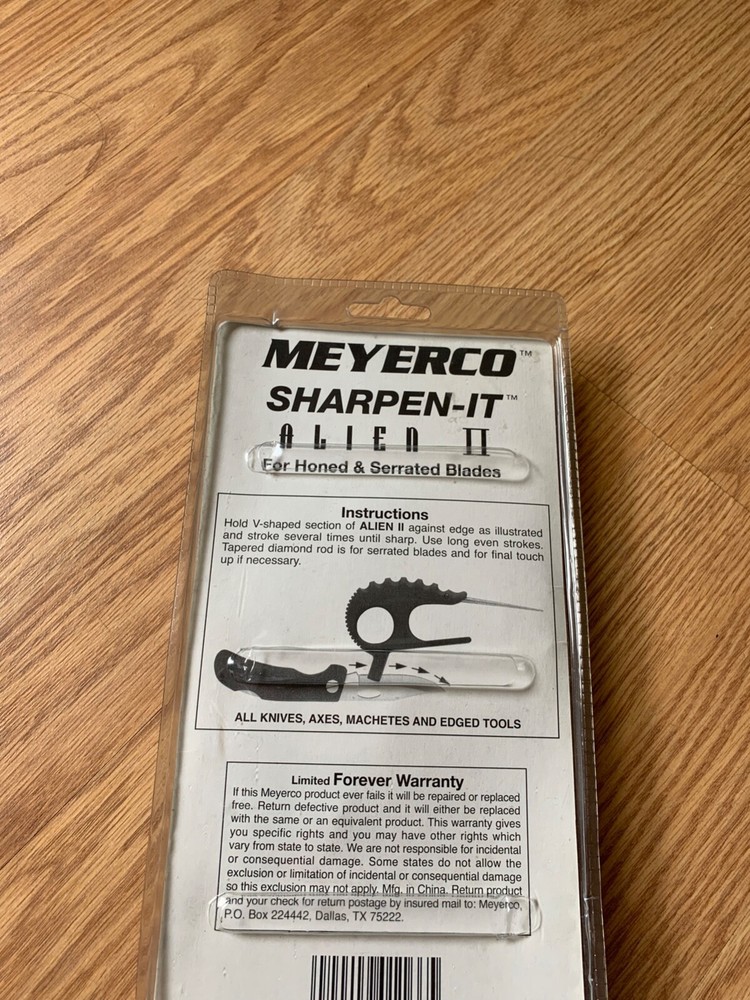 MEYERCO™
SHARPEN-IT™
ALIEN II
For Honed & Serrated Blades
Instructions
Hold V-shaped section of ALIEN II against edge as illustrated
and stroke several times until sharp. Use long even strokes.
Tapered diamond rod is for serrated blades and for final touch
up if necessary.
ALL KNIVES, AXES, MACHETES AND EDGED TOOLS
Limited Forever Warranty
If this Meyerco product ever fails it will be repaired or replaced
free. Return defective product and it will either be replaced
with the same or an equivalent product. This warranty gives
you specific rights and you may have other rights which
vary from state to state. We are not responsible for incidental
or consequential damage. Some states do not allow the
exclusion or limitation of incidental or consequential damage
so this exclusion may not apply. Mfg. in China. Return product
and your check for return postage by insured mail to: Meyerco,
P.O. Box 224442, Dallas, TX 75222.